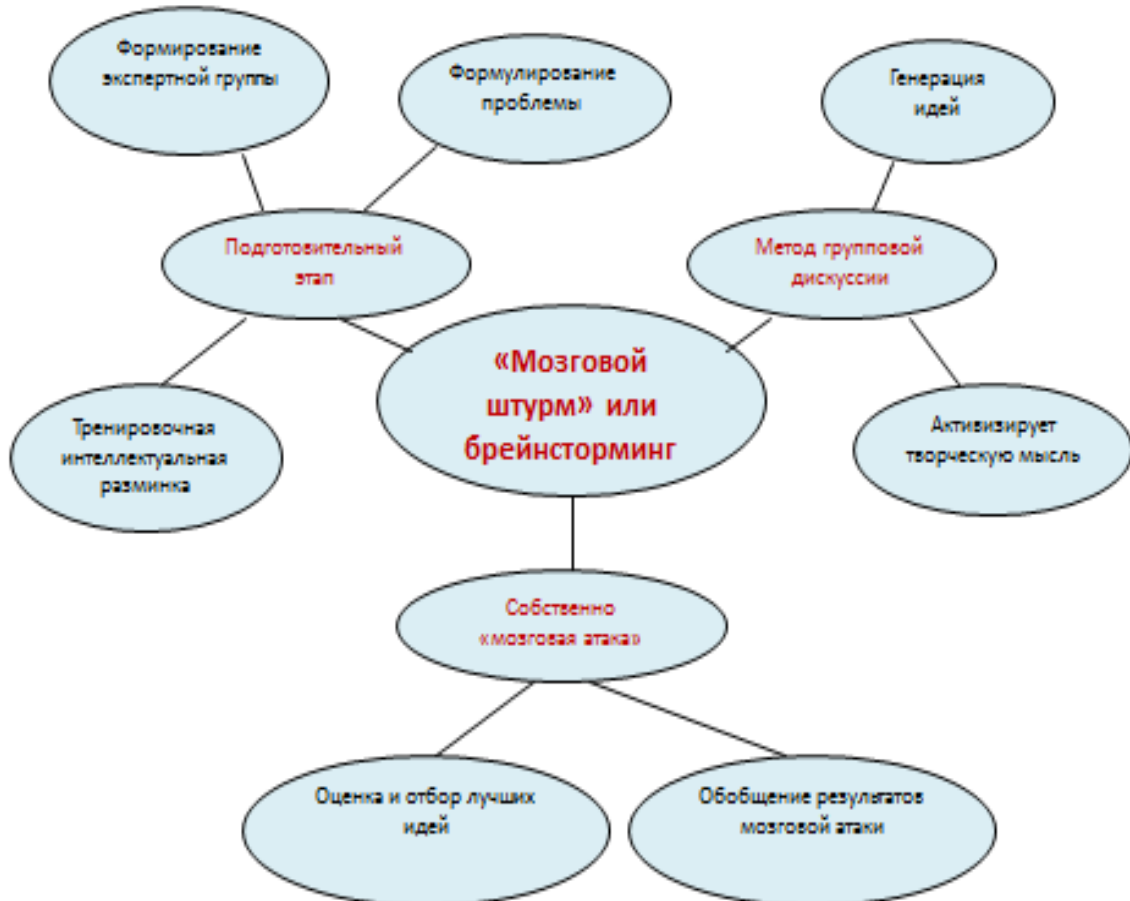 Формирование
экспертной группы
Формулирование
проблемы
Генерация
идей
Подготовительный
этап
Метод групповой
дискуссии
«Мозговой
штурм» или
брейнсторминг
Тренировочная
интеллектуальная
разминка
Активизирует
творческую мысль
Собственно
«мозговая атака»
Оценка и отбор лучших
идей
Обобщение результатов
мозговой атаки